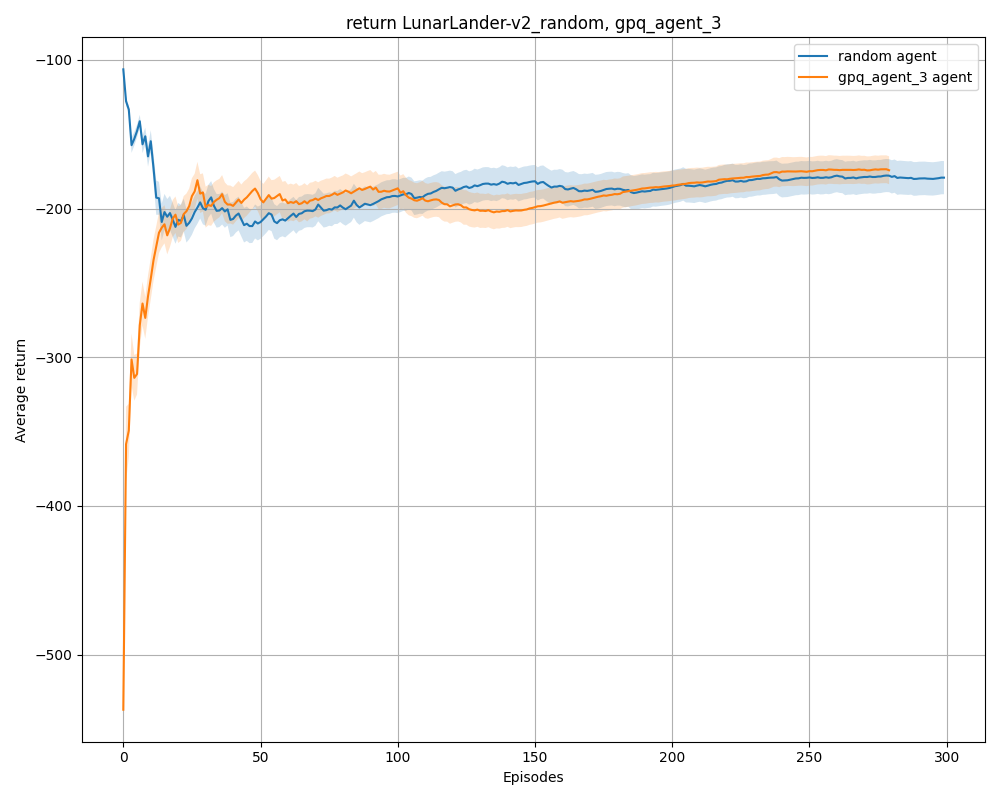 return LunarLander-v2_random, gpq_agent_3
random agent
gpq_agent_3 agent
−100
−200
−300
−400
−500
Average return
0 50 100 150 200 250 300
Episodes